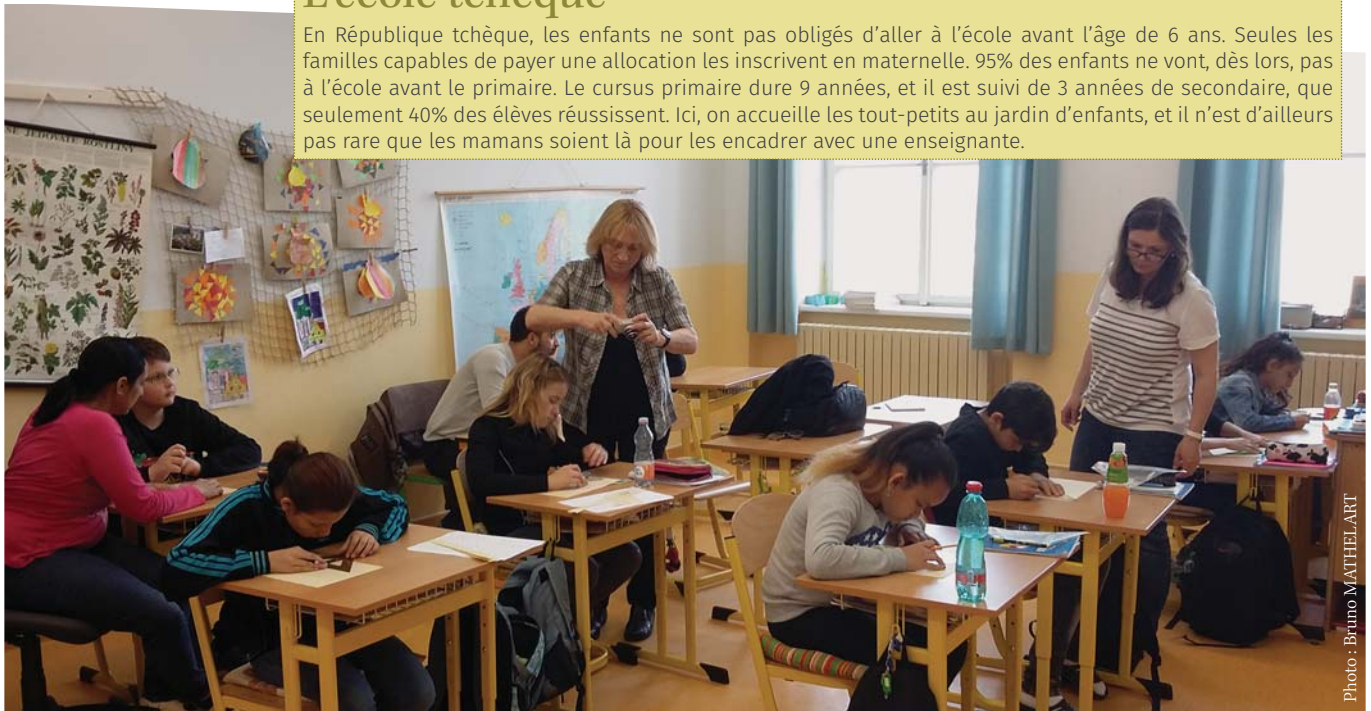 L'école tchèque
En République tchèque, les enfants ne sont pas obligés d'aller à l'école avant l'âge de 6 ans. Seules les
familles capables de payer une allocation les inscrivent en maternelle. 95% des enfants ne vont, dès lors, pas
à l'école avant le primaire. Le cursus primaire dure 9 années, et il est suivi de 3 années de secondaire, que
seulement 40% des élèves réussissent. Ici, on accueille les tout-petits au jardin d'enfants, et il n'est d'ailleurs
pas rare que les mamans soient là pour les encadrer avec une enseignante.
JEDOVATÉ ROSTLINY
Photo : Bruno MATHELART